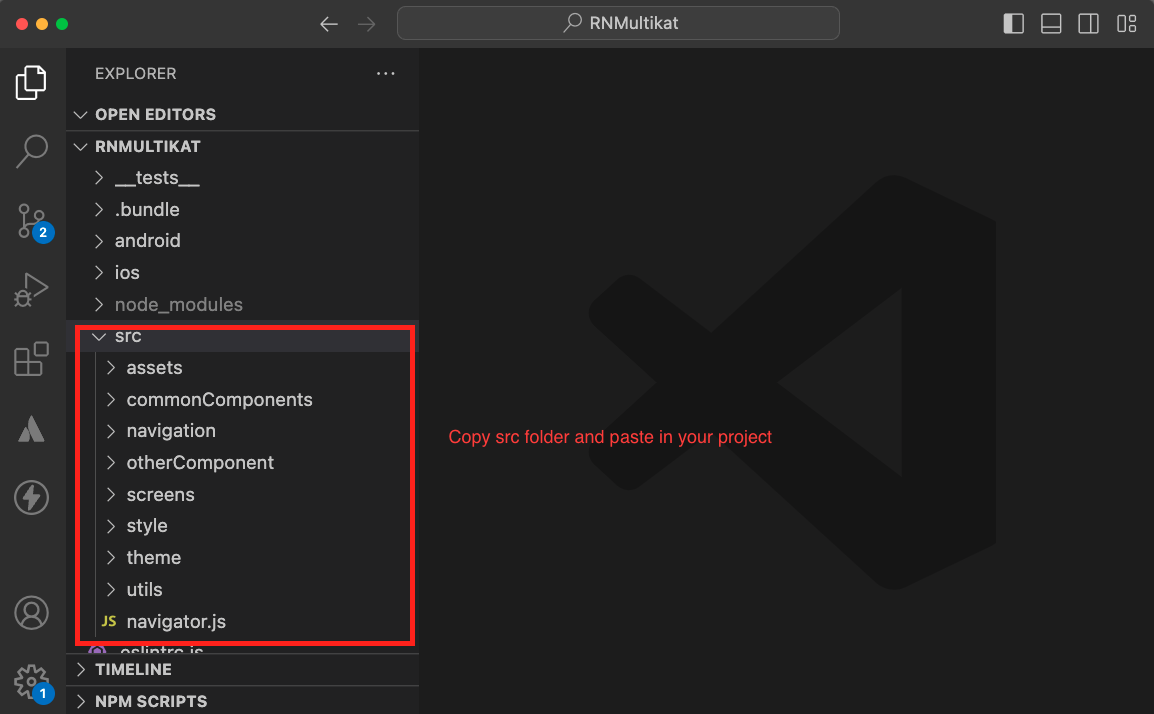 RNMultikat
EXPLORER
OPEN EDITORS
RNMULTIKAT
__tests__
.bundle
android
ios
node_modules
src
assets
commonComponents
navigation
otherComponent
screens
style
theme
utils
JS navigator.js
.eslintrc.js
TIMELINE
NPM SCRIPTS
2
1
Copy src folder and paste in your project